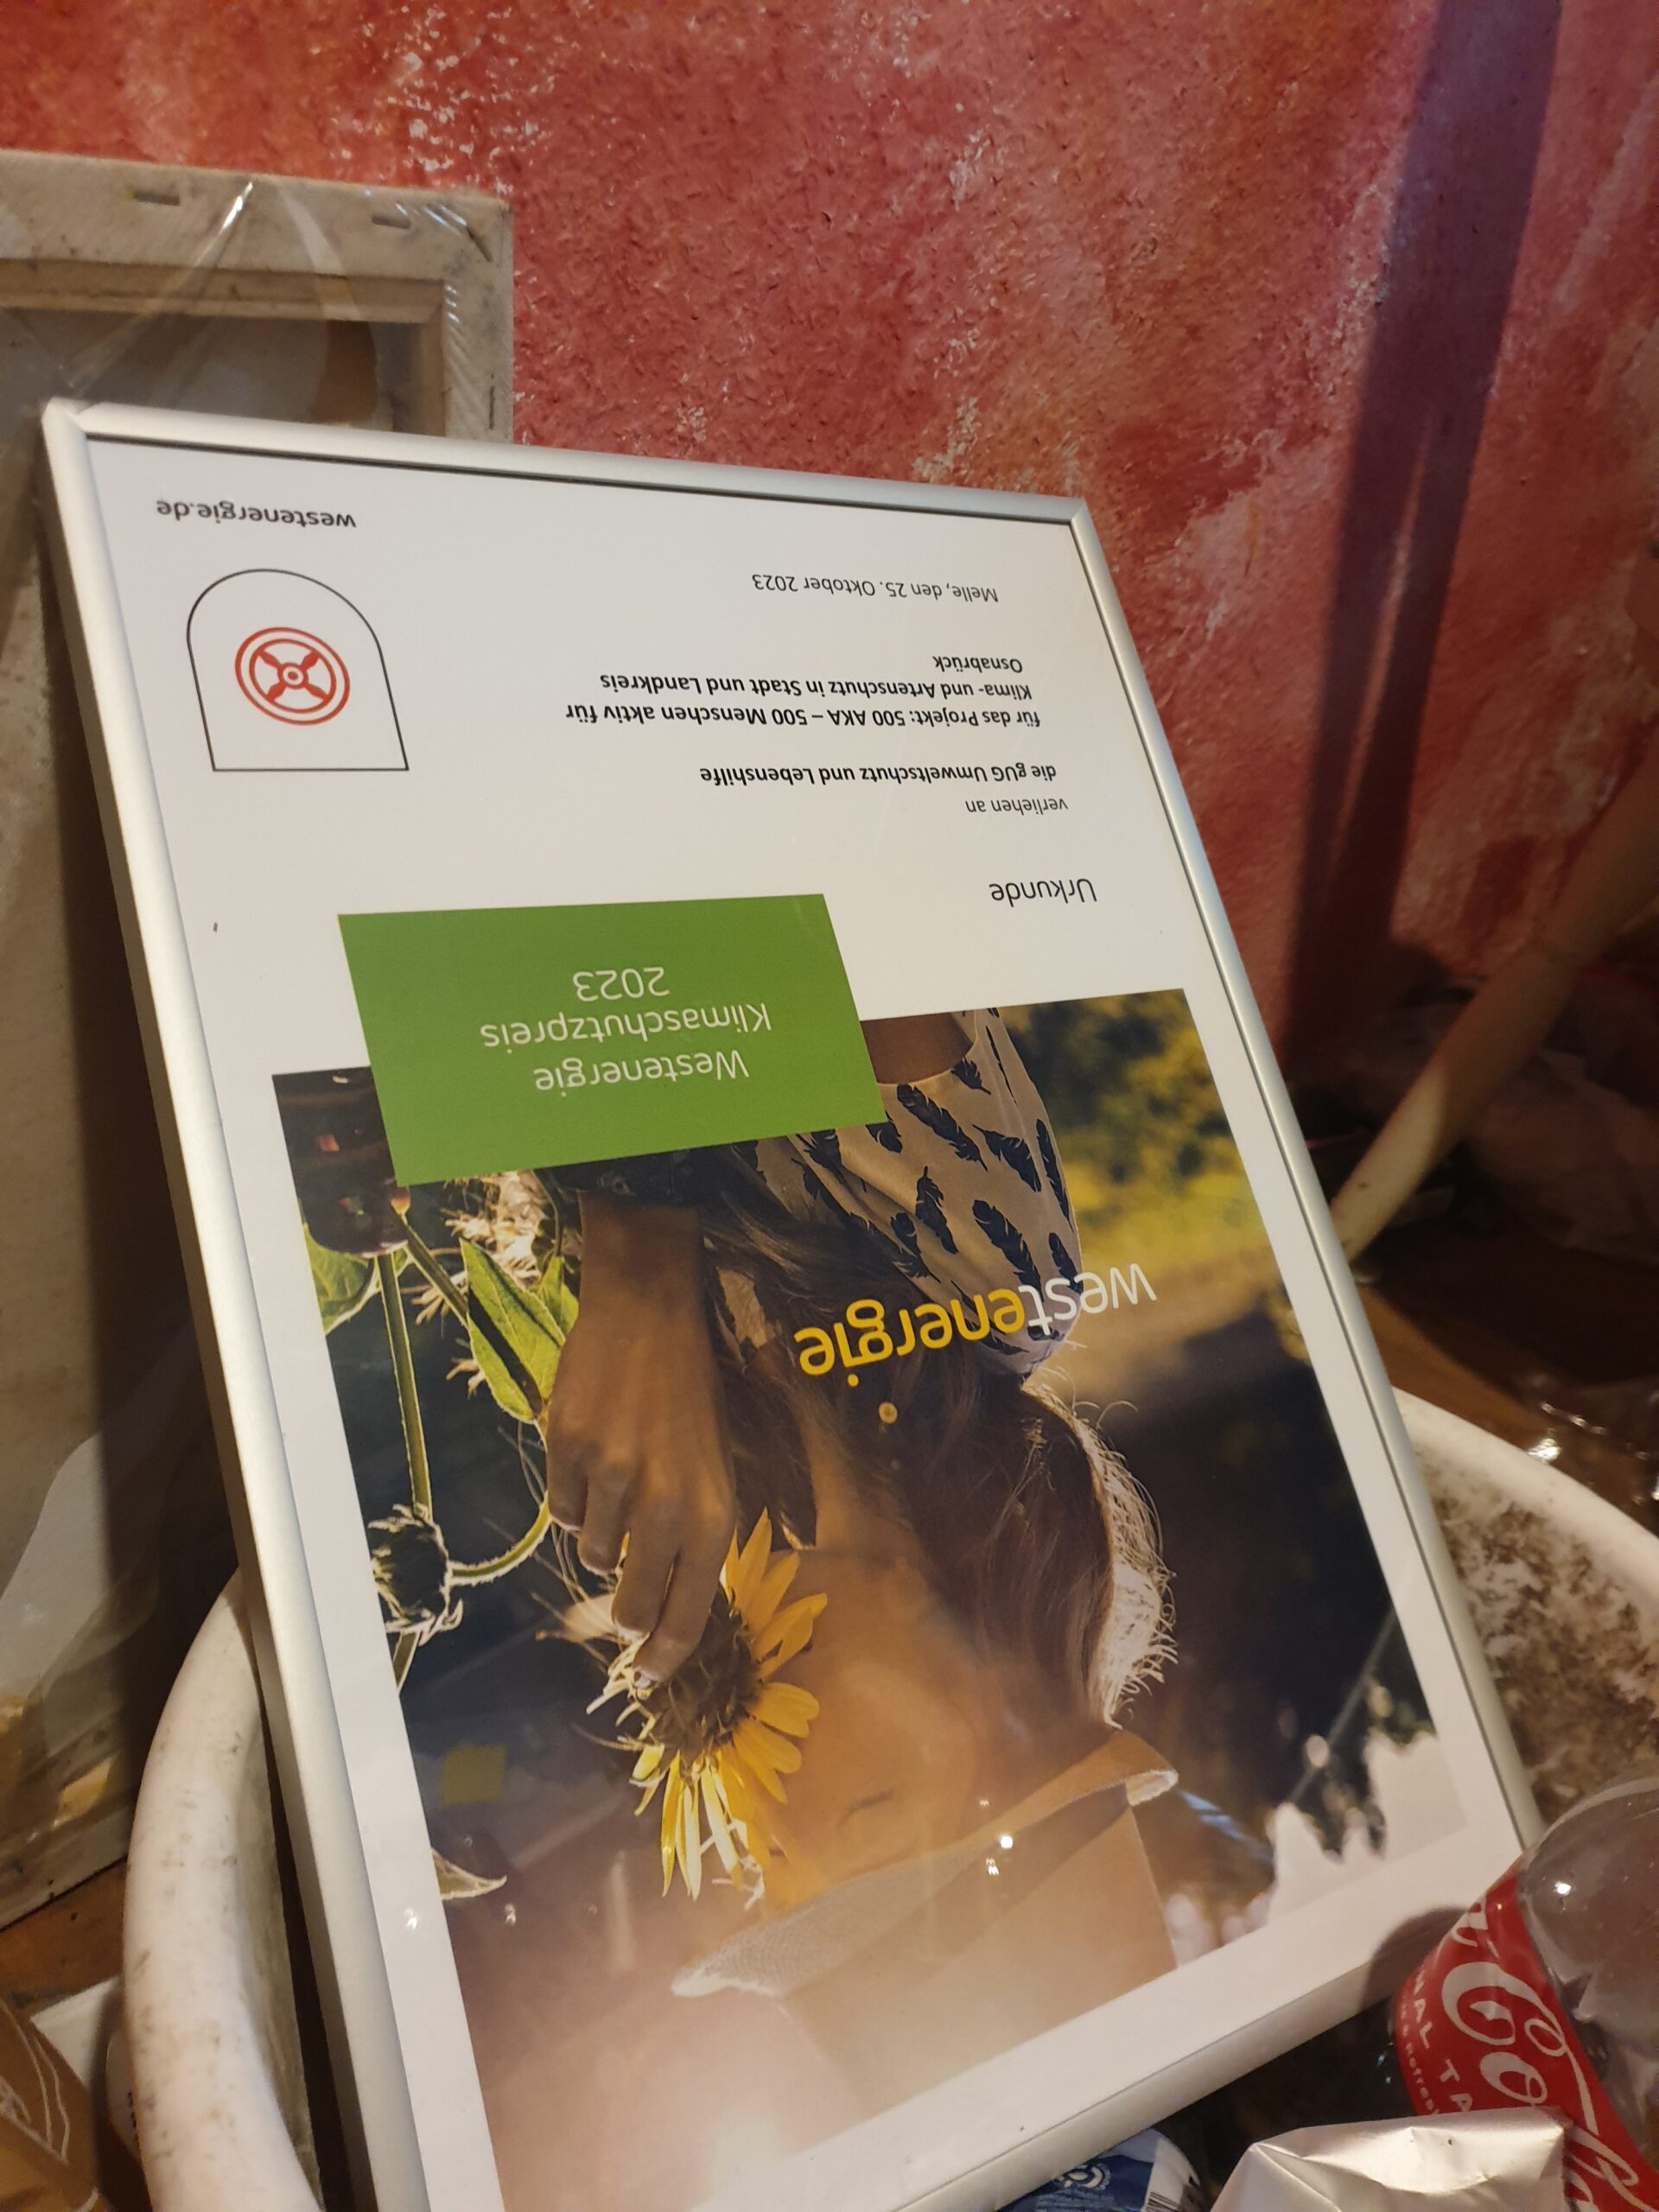 westenergie
Westenergie
Klimaschutzpreis
2023
Urkunde
verliehen an
die gUG Umweltschutz und Lebenshilfe
für das Projekt: 500 AKA – 500 Menschen aktiv für
Klima- und Artenschutz in Stadt und Landkreis
Osnabrück
Melle, den 25. Oktober 2023
westenergie.de